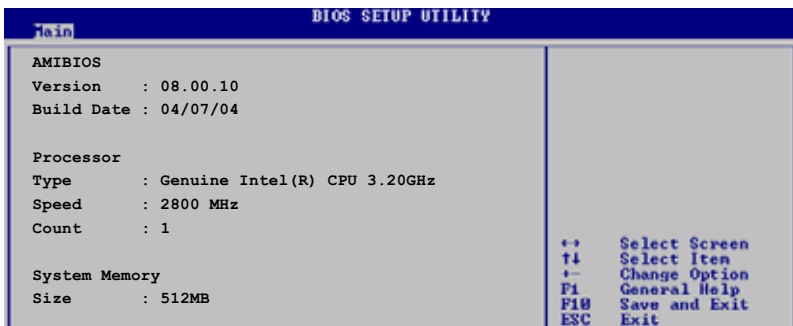 BIOS SETUP UTILITY
Main
AMIBIOS
Version : 08.00.10
Build Date : 04/07/04
Processor
Type : Genuine Intel(R) CPU 3.20GHz
Speed : 2800 MHz
Count : 1
System Memory
Size : 512MB
↔ Select Screen
↑↓ Select Item
←─ Change Option
F1 General Help
F10 Save and Exit
ESC Exit